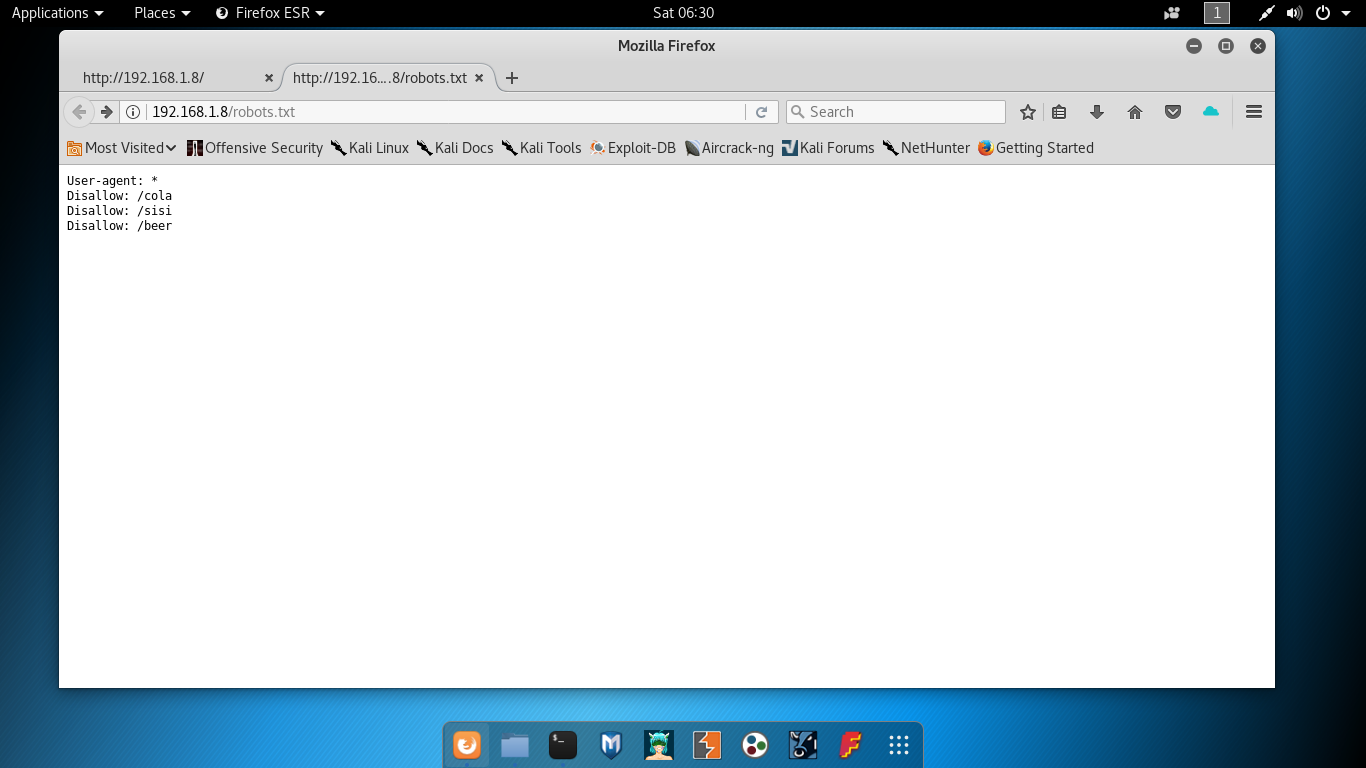 Applications Places Firefox ESR Sat 06:30 1
Mozilla Firefox
http://192.168.1.8/ http://192.16....8/robots.txt
192.168.1.8/robots.txt Search
Most Visited Offensive Security Kali Linux Kali Docs Kali Tools Exploit-DB Aircrack-ng Kali Forums NetHunter Getting Started
User-agent: *
Disallow: /cola
Disallow: /sisi
Disallow: /beer
$_